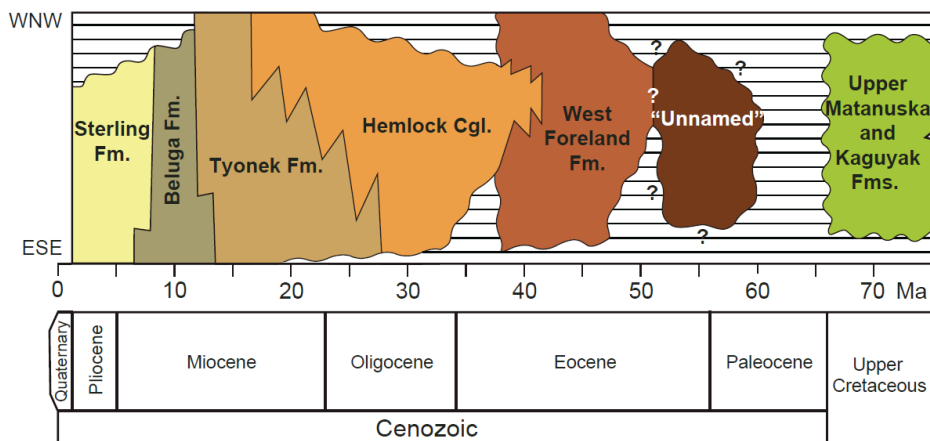 WNW
ESE
Sterling
Fm.
Beluga Fm.
Tyonek Fm.
Hemlock Cgl.
West
Foreland
Fm.
?
?
?
"Unnamed"
?
?
Upper
Matanuska
and
Kaguyak
Fms.
0 10 20 30 40 50 60 70 Ma
Quaternary
Pliocene
Miocene
Oligocene
Eocene
Paleocene
Upper
Cretaceous
Cenozoic